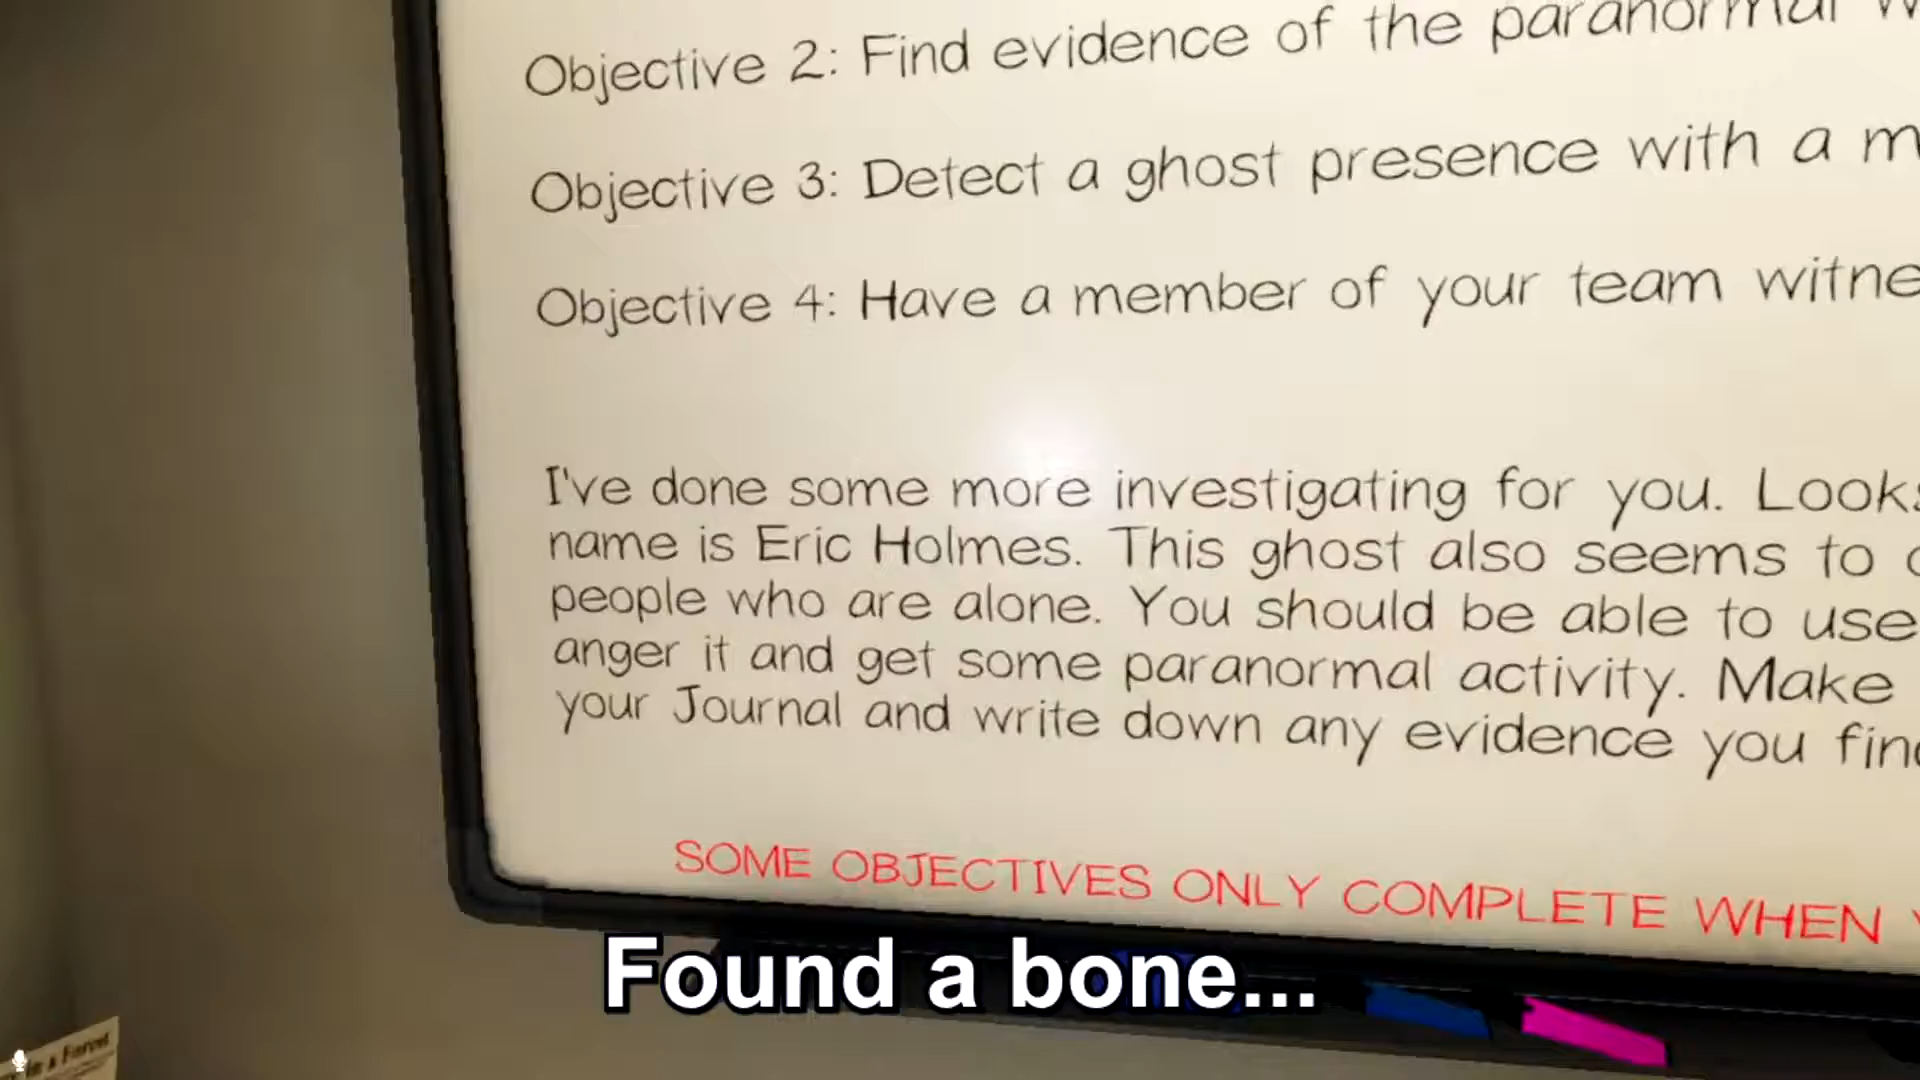 Objective 2: Find evidence of the paranormal
Objective 3: Detect a ghost presence with a
Objective 4: Have a member of your team
I've done some more investigating for you.
name is Eric Holmes. This ghost also seems to
people who are alone. You should be able to use
anger it and get some paranormal activity. Make
your Journal and write down any evidence you
SOME OBJECTIVES ONLY COMPLETE WHEN
Found a bone...
in a Forest